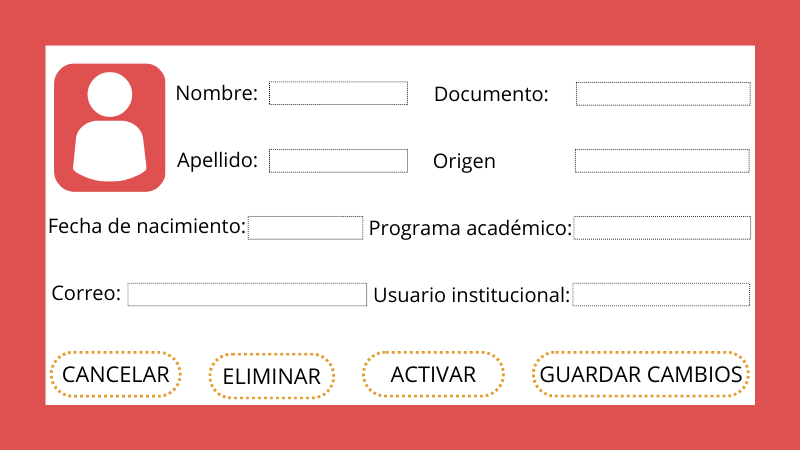 Nombre:
Documento:
Apellido:
Origen
Fecha de nacimiento:
Programa académico:
Correo:
Usuario institucional:
CANCELAR
ELIMINAR
ACTIVAR
GUARDAR CAMBIOS